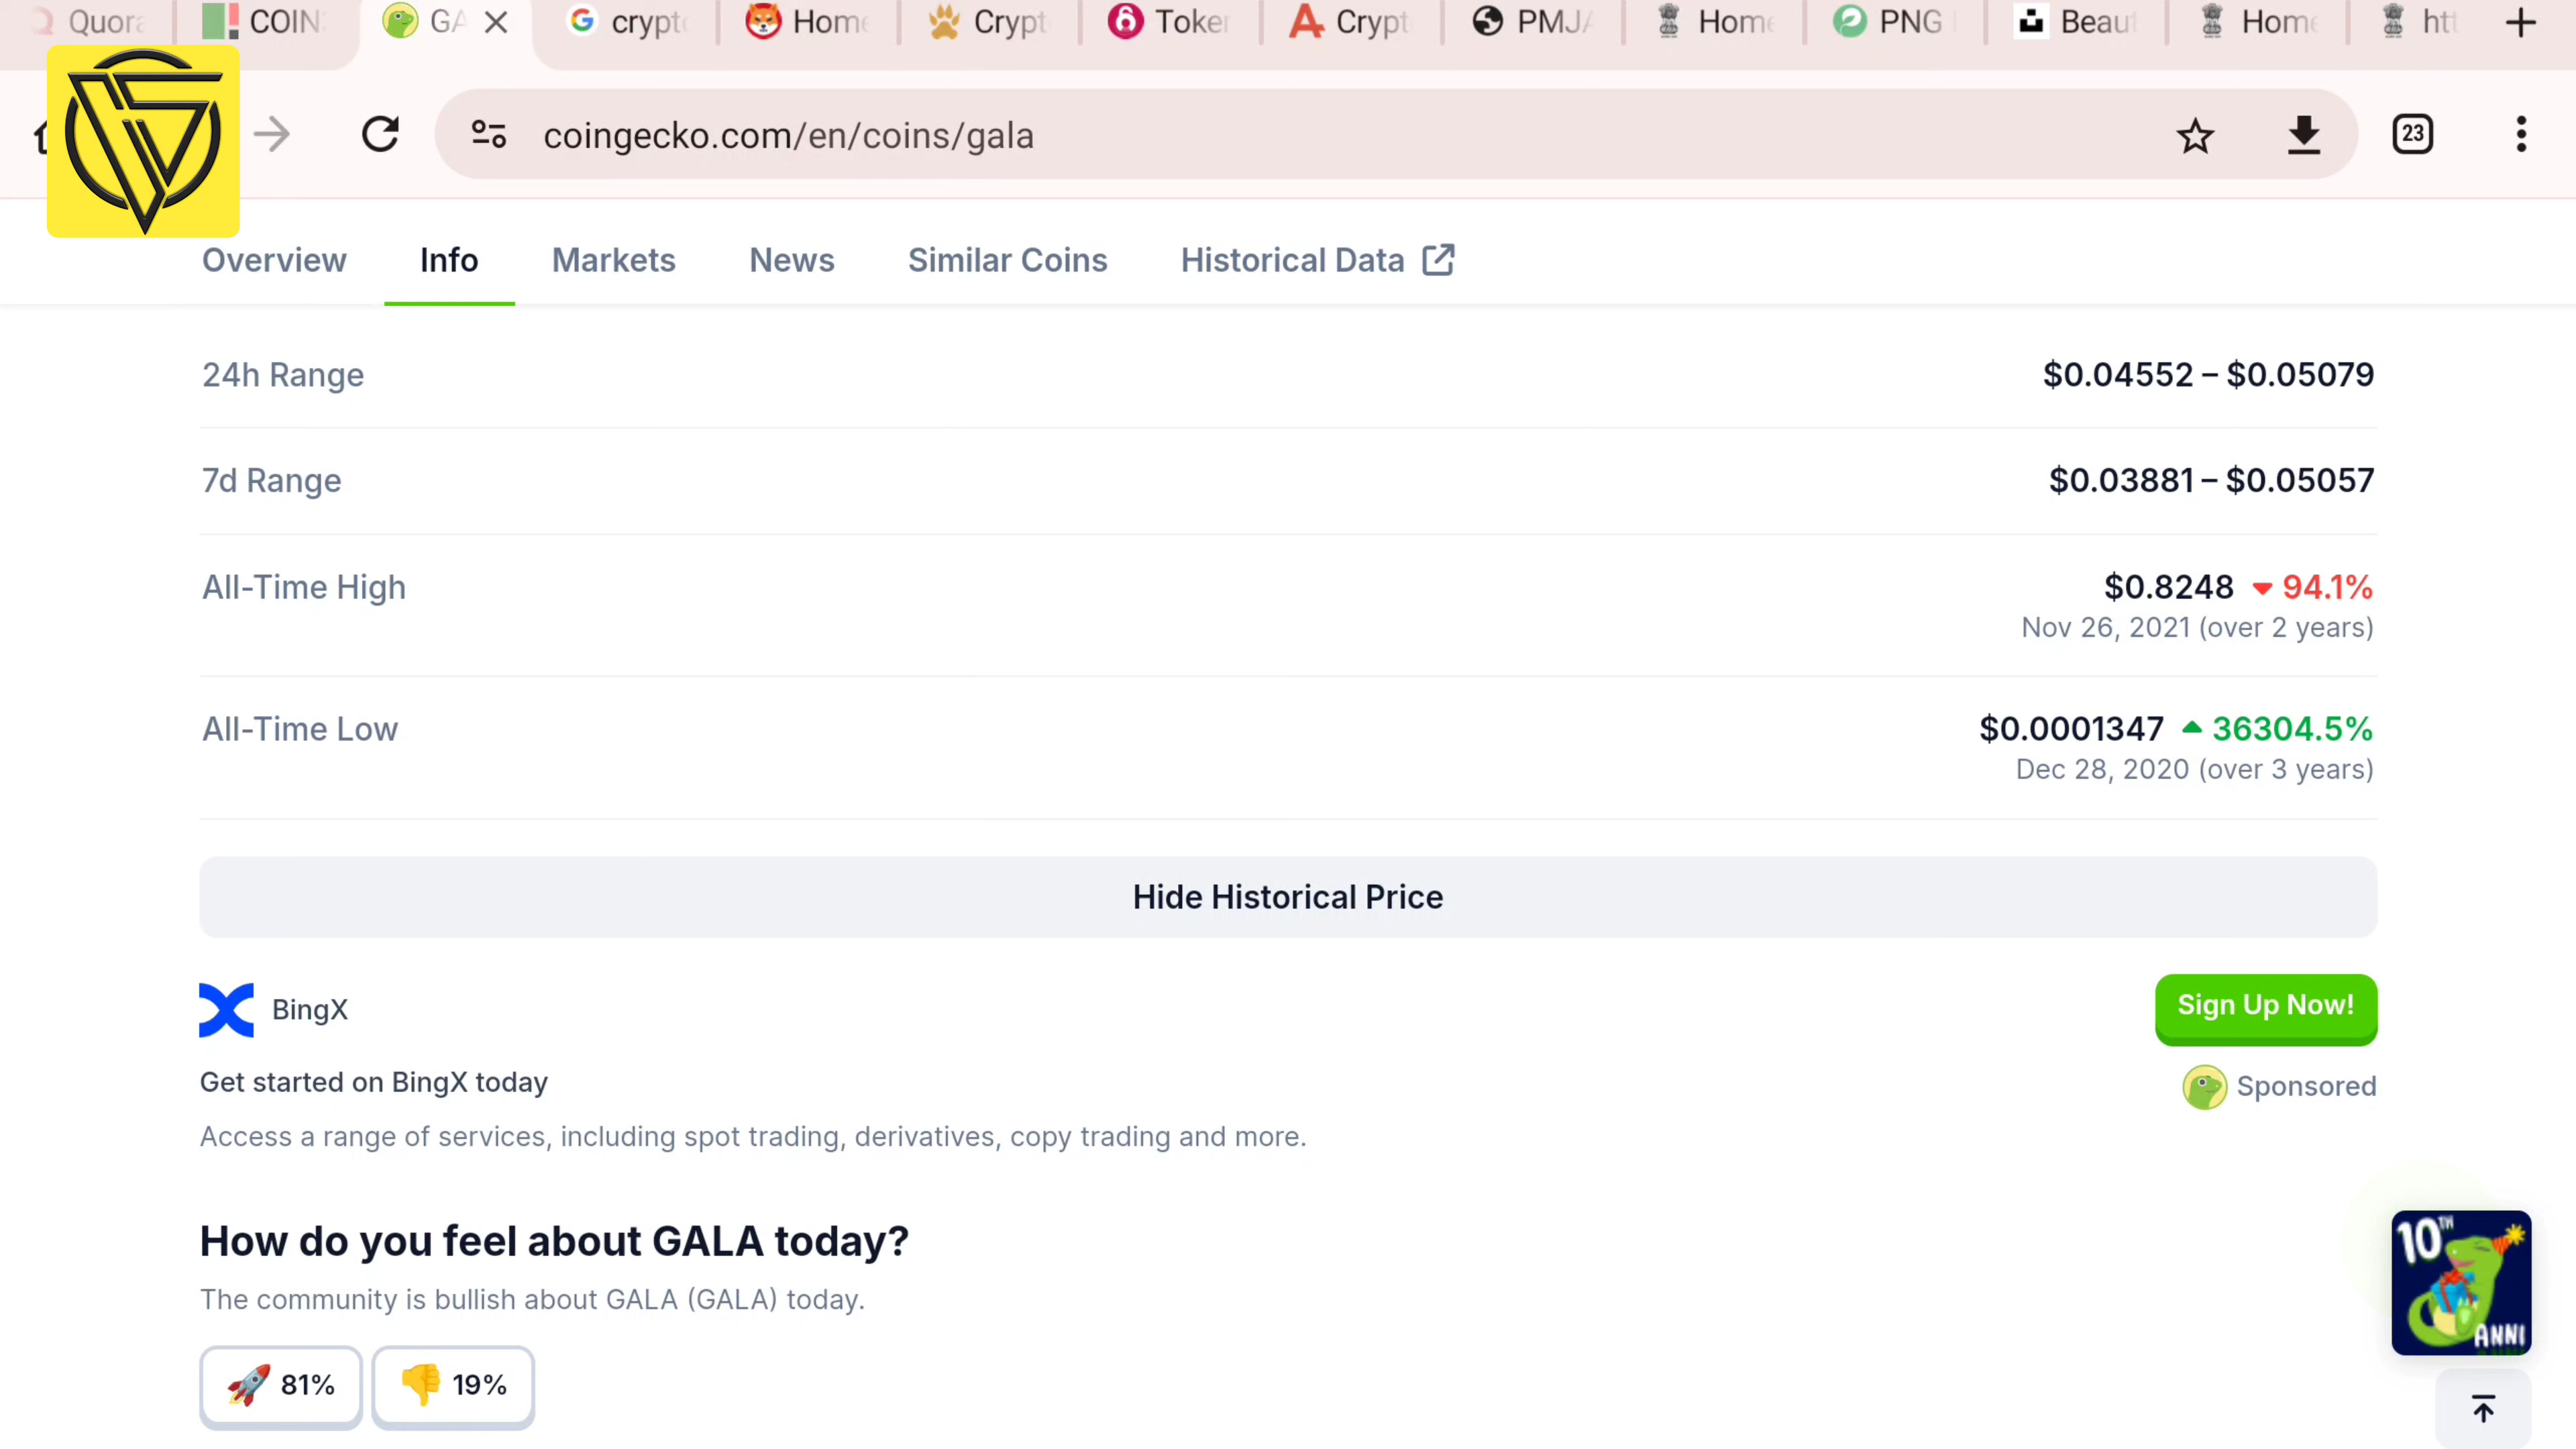 Quora
COIN
GA
crypt
Home
Crypt
Token
Crypt
PMJA
Home
PNG
Beaut
Home
htt
coingecko.com/en/coins/gala
23
Overview
Info
Markets
News
Similar Coins
Historical Data
24h Range
$0.04552 – $0.05079
7d Range
$0.03881 – $0.05057
All-Time High
$0.8248 94.1%
Nov 26, 2021 (over 2 years)
All-Time Low
$0.0001347 36304.5%
Dec 28, 2020 (over 3 years)
Hide Historical Price
BingX
Sign Up Now!
Get started on BingX today
Sponsored
Access a range of services, including spot trading, derivatives, copy trading and more.
How do you feel about GALA today?
10TH
ANNI
The community is bullish about GALA (GALA) today.
81%
19%